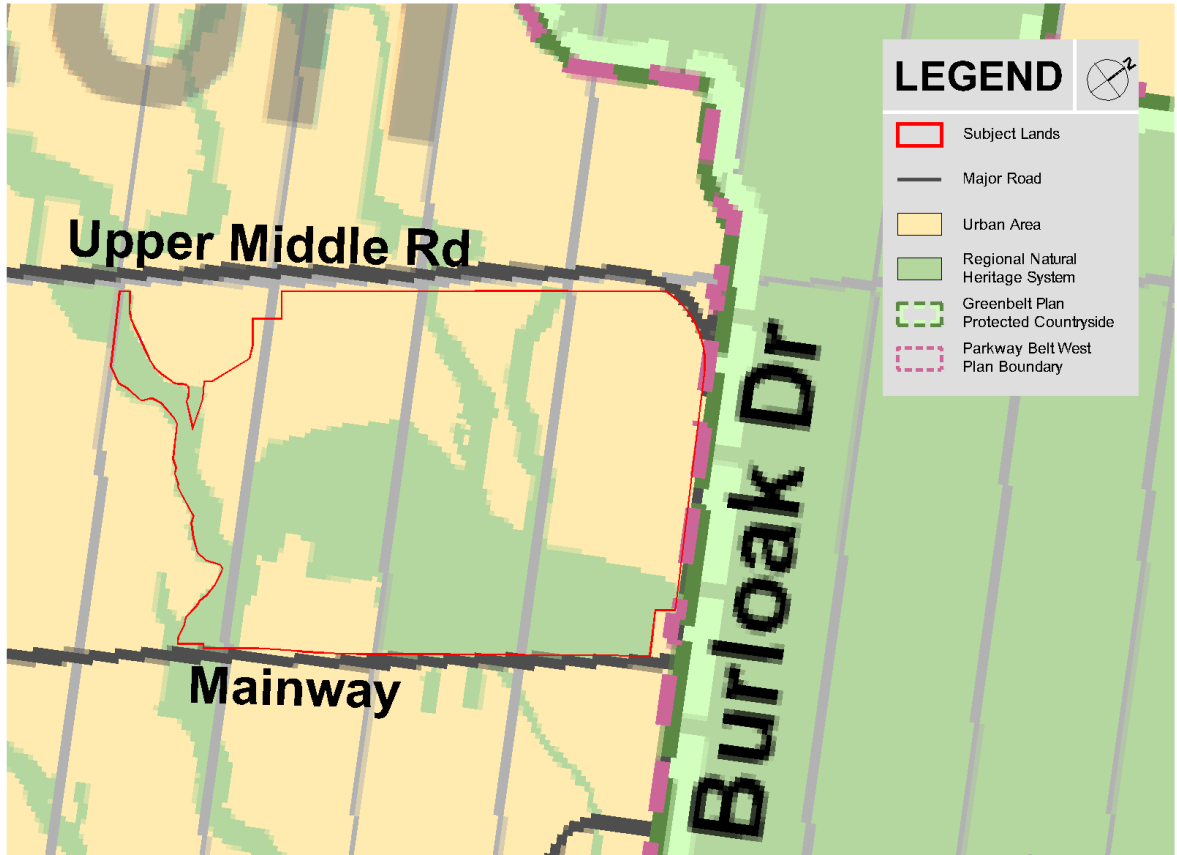 LEGEND
Z
Subject Lands
Major Road
Urban Area
Regional Natural
Heritage System
Greenbelt Plan
Protected Countryside
Parkway Belt West
Plan Boundary
Upper Middle Rd
Burloak Dr
Mainway